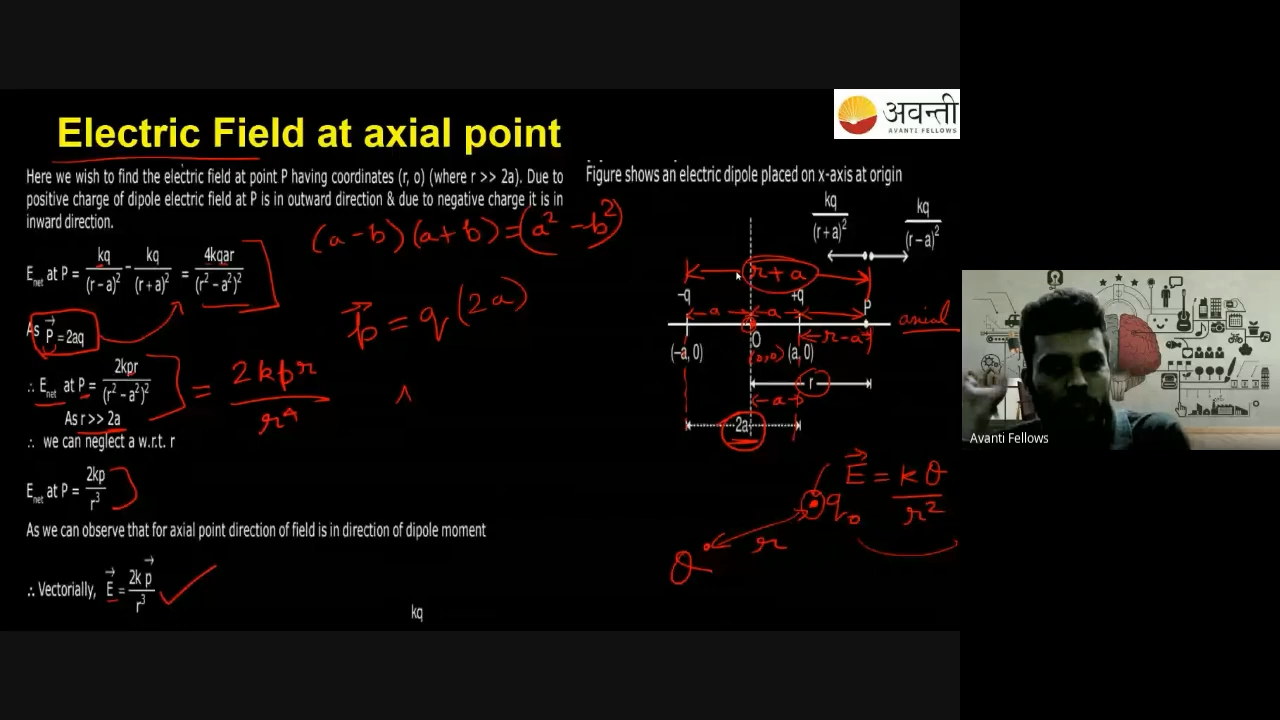 अवन्ती
AVANTI FELLOWS
Electric Field at axial point
Here we wish to find the electric field at point P having coordinates (r, o) (where r >> 2a). Due to
positive charge of dipole electric field at P is in outward direction & due to negative charge it is in
inward direction.
(a-b)(a+b)=(a² -b²)
E_net at P = kq/(r-a)² - kq/(r+a)² = 4kqar/(r² - a²)²
p⃗ = q(2a)
As P⃗ =2aq
∴ E_net at P = 2kpr/(r² - a²)² = 2kpr/r⁴
As r >> 2a
∴ we can neglect a w.r.t. r
E_net at P = 2kp/r³
As we can observe that for axial point direction of field is in direction of dipole moment
∴ Vectorially, E⃗ = 2k p⃗/r³
kq
Figure shows an electric dipole placed on x-axis at origin
kq/(r+a)² kq/(r-a)²
r+a
-q +q P
a a
axial
O r-a
(-a, 0) (0,0) (a, 0)
r
a
2a
E⃗ = kQ/r²
q₀
r
Q
Avanti Fellows